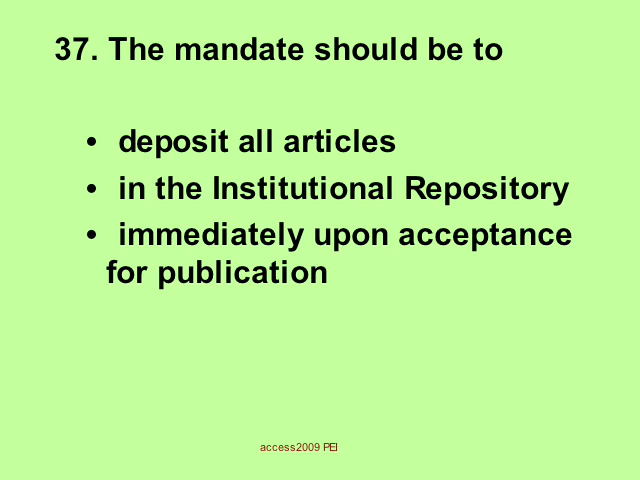 37. The mandate should be to
• deposit all articles
• in the Institutional Repository
• immediately upon acceptance
for publication
access2009 PEI